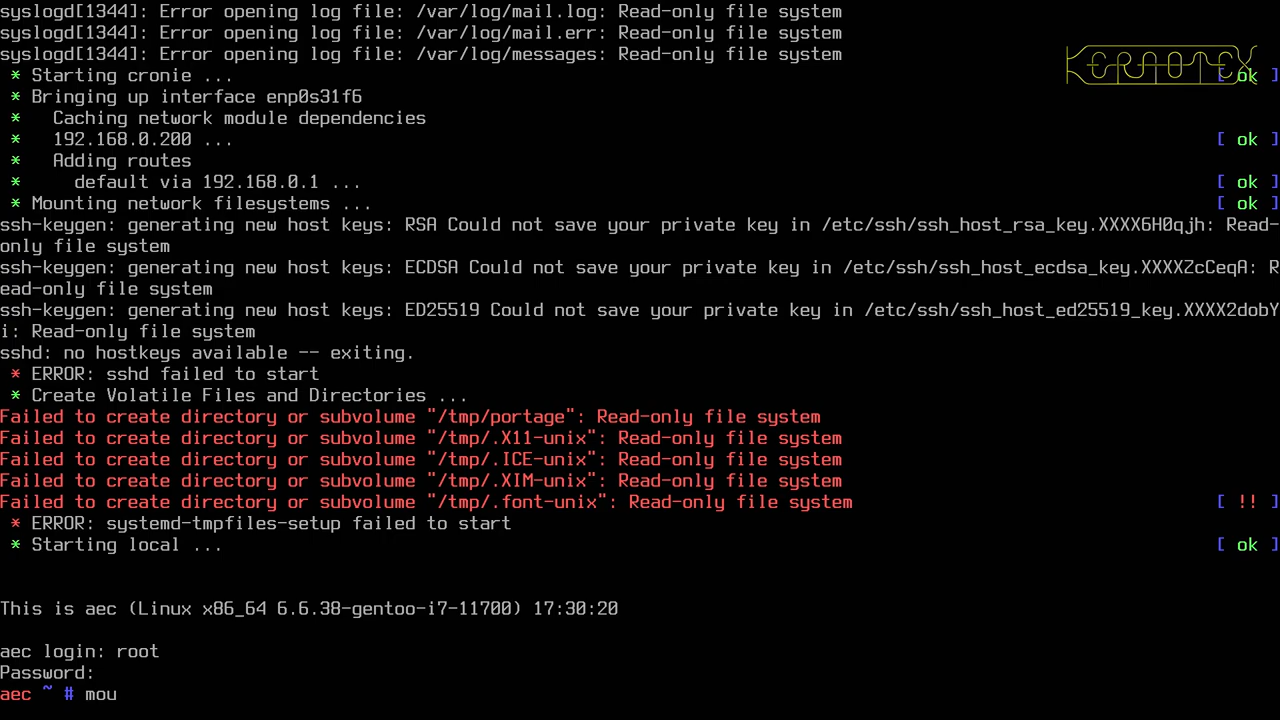 syslogd[1344]: Error opening log file: /var/log/mail.log: Read-only file system
syslogd[1344]: Error opening log file: /var/log/mail.err: Read-only file system
syslogd[1344]: Error opening log file: /var/log/messages: Read-only file system
* Starting cronie ... [ ok ]
* Bringing up interface enp0s31f6
*   Caching network module dependencies
*   192.168.0.200 ... [ ok ]
*   Adding routes
*     default via 192.168.0.1 ... [ ok ]
* Mounting network filesystems ... [ ok ]
ssh-keygen: generating new host keys: RSA Could not save your private key in /etc/ssh/ssh_host_rsa_key.XXXX6H0qjh: Read-
only file system
ssh-keygen: generating new host keys: ECDSA Could not save your private key in /etc/ssh/ssh_host_ecdsa_key.XXXXZcCeqA: R
ead-only file system
ssh-keygen: generating new host keys: ED25519 Could not save your private key in /etc/ssh/ssh_host_ed25519_key.XXXX2dobY
i: Read-only file system
sshd: no hostkeys available -- exiting.
* ERROR: sshd failed to start
* Create Volatile Files and Directories ...
Failed to create directory or subvolume "/tmp/portage": Read-only file system
Failed to create directory or subvolume "/tmp/.X11-unix": Read-only file system
Failed to create directory or subvolume "/tmp/.ICE-unix": Read-only file system
Failed to create directory or subvolume "/tmp/.XIM-unix": Read-only file system
Failed to create directory or subvolume "/tmp/.font-unix": Read-only file system [ !! ]
* ERROR: systemd-tmpfiles-setup failed to start
* Starting local ... [ ok ]
This is aec (Linux x86_64 6.6.38-gentoo-i7-11700) 17:30:20
aec login: root
Password:
aec ~ # mou